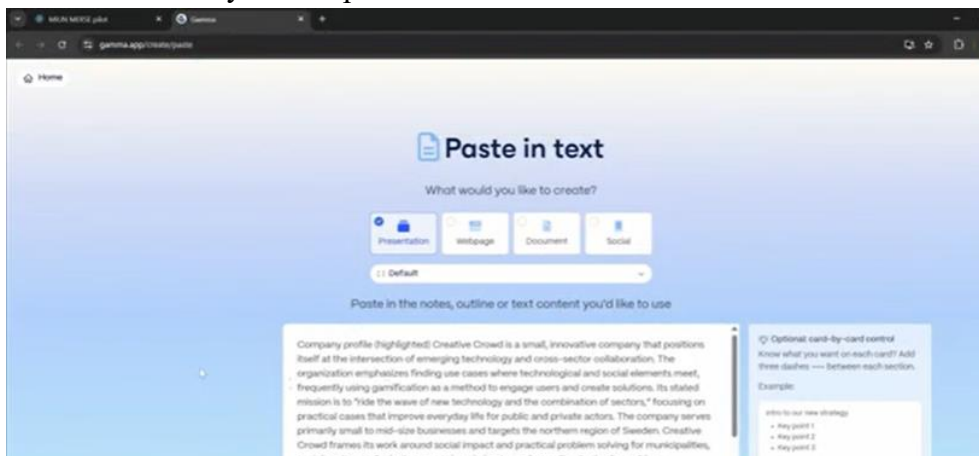 MIUN MERSE pilot
Gamma
gamma.app/create/paste
Home
Paste in text
What would you like to create?
Presentation
Webpage
Document
Social
Default
Paste in the notes, outline or text content you'd like to use
Company profile (highlighted) Creative Crowd is a small, innovative company that positions
itself at the intersection of emerging technology and cross-sector collaboration. The
organization emphasizes finding use cases where technological and social elements meet,
frequently using gamification as a method to engage users and create solutions. Its stated
mission is to "ride the wave of new technology and the combination of sectors," focusing on
practical cases that improve everyday life for public and private actors. The company serves
primarily small to mid-size businesses and targets the northern region of Sweden. Creative
Crowd frames its work around social impact and practical problem solving for municipalities,
Optional: card-by-card control
Know what you want on each card? Add
three dashes --- between each section.
Example:
Intro to our new strategy
• Key point 1
• Key point 2
• Key point 3